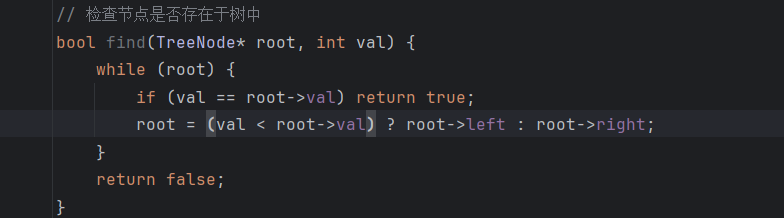 // 检查节点是否存在于树中
bool find(TreeNode* root, int val) {
while (root) {
if (val == root->val) return true;
root = (val < root->val) ? root->left : root->right;
}
return false;
}